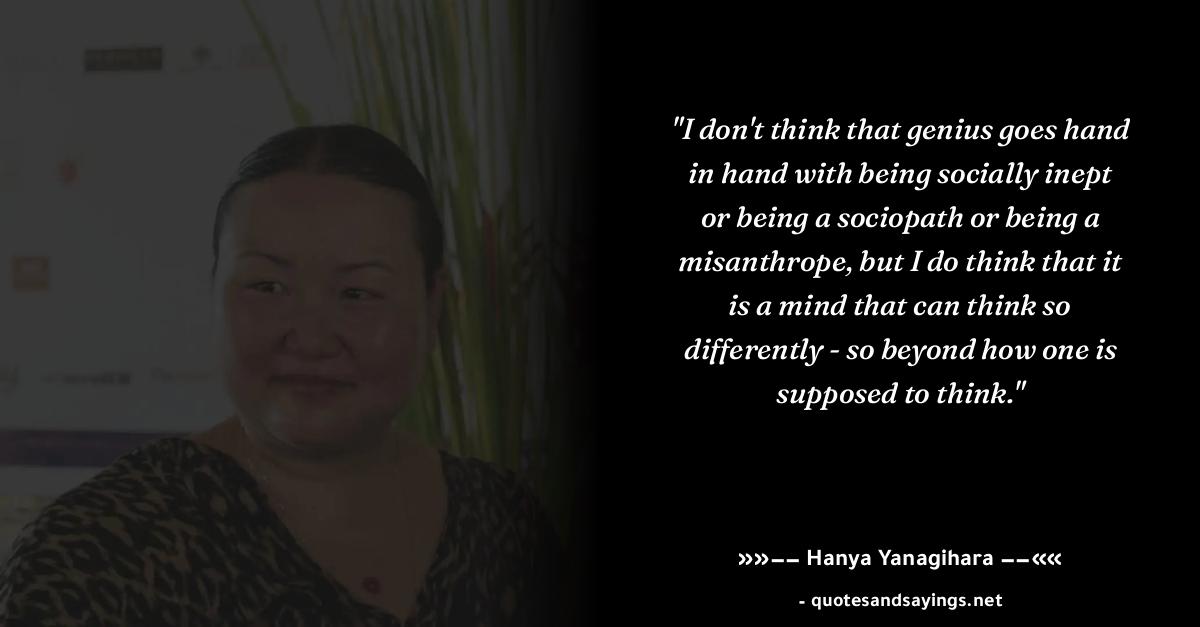 "I don't think that genius goes hand
in hand with being socially inept
or being a sociopath or being a
misanthrope, but I do think that it
is a mind that can think so
differently - so beyond how one is
supposed to think."
»»–– Hanya Yanagihara ––««
- quotesandsayings.net